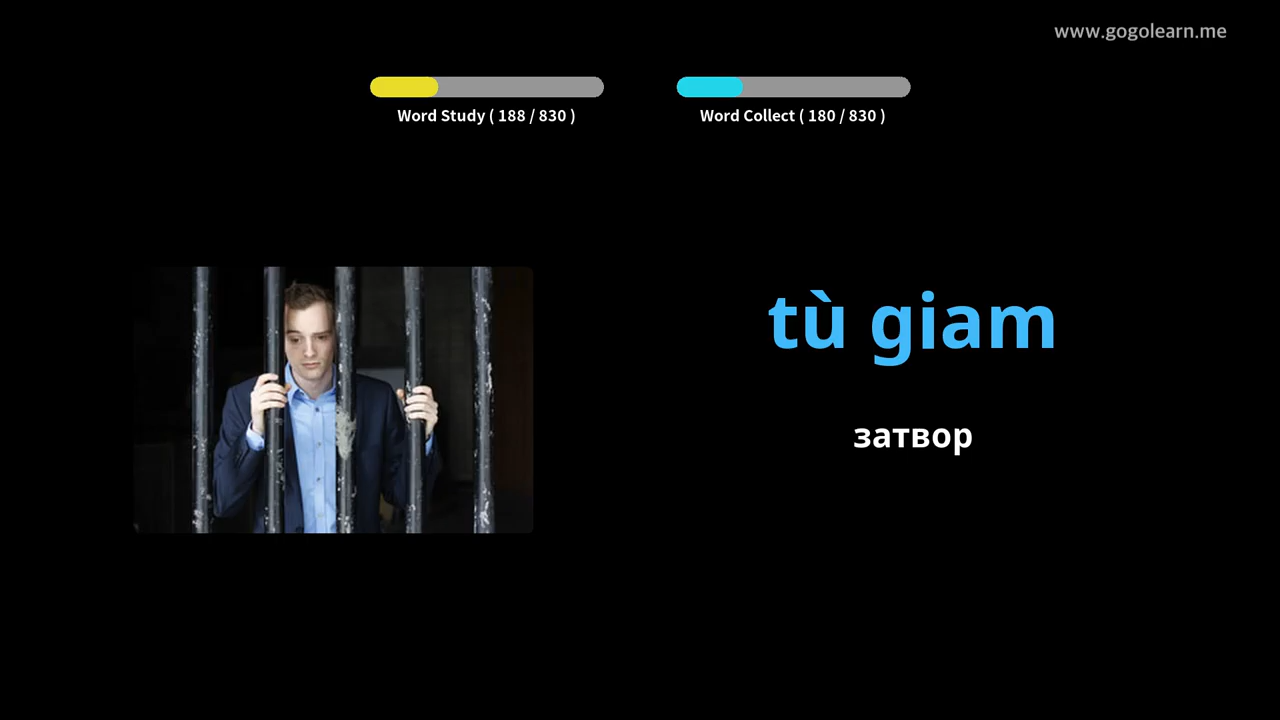 www.gogolearn.me
Word Study ( 188 / 830 )
Word Collect ( 180 / 830 )
tù giam
затвор